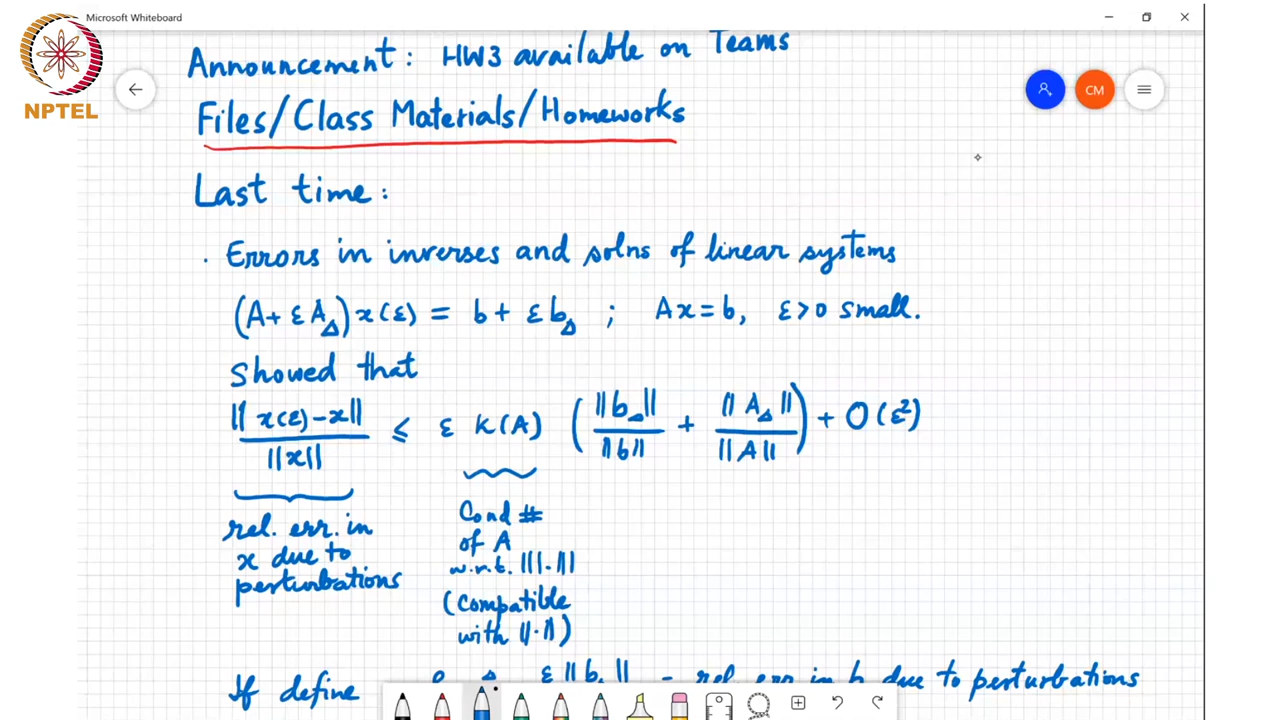 Microsoft Whiteboard
NPTEL
CM
Announcement: HW3 available on Teams
Files/Class Materials/Homeworks
Last time:
. Errors in inverses and solns of linear systems
(A + ε A_Δ) x(ε) = b + ε b_Δ ; Ax = b, ε > 0 small.
Showed that
||x(ε) - x|| / ||x|| ≤ ε K(A) ( ||b_Δ|| / ||b|| + ||A_Δ|| / ||A|| ) + O(ε²)
rel. err. in
x due to
perturbations
Cond #
of A
w.r.t. |||.|||
(Compatible
with ||.||)
If define ε ||b || - rel. err in b due to perturbations